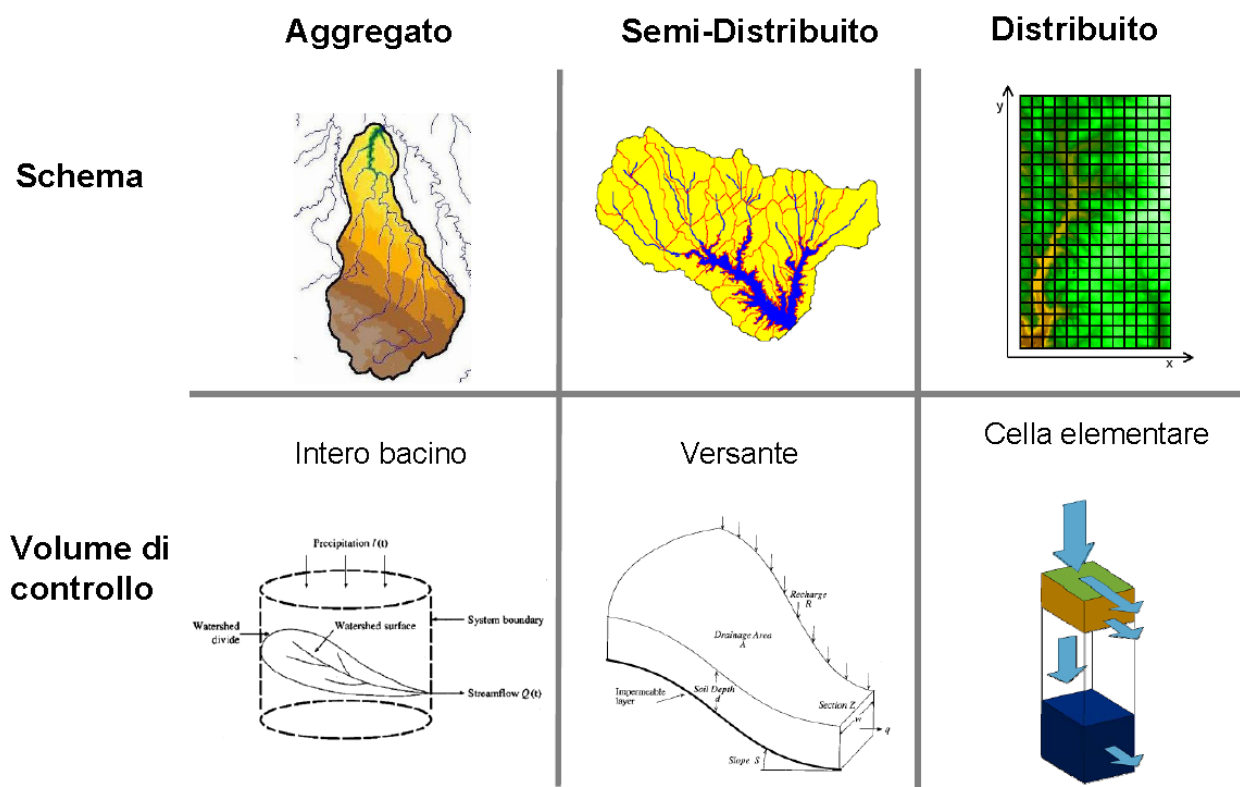 Aggregato
Semi-Distribuito
Distribuito
Schema
y
x
Intero bacino
Versante
Cella elementare
Volume di
controllo
Precipitation I(t)
Watershed
divide
Watershed surface
System boundary
Streamflow Q(t)
Recharge
R
Drainage Area
A
Impermeable
layer
Soil Depth
d
Section Z
w
q
Slope S